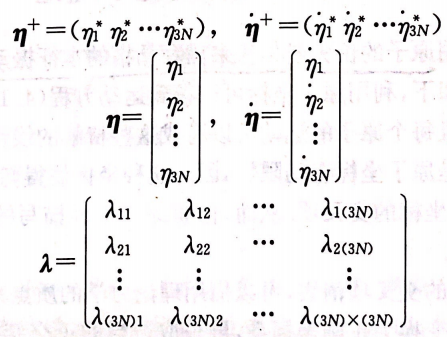 η⁺=(η₁* η₂* ⋯ η*₃N), η̇⁺=(η̇₁* η̇₂* ⋯ η̇*₃N)
η=(η₁ η₂ ⋮ η₃N), η̇=(η̇₁ η̇₂ ⋮ η̇₃N)
λ=(λ₁₁ λ₁₂ ⋯ λ₁₍₃N₎
λ₂₁ λ₂₂ ⋯ λ₂₍₃N₎
⋮ ⋮ ⋮
λ₍₃N₎₁ λ₍₃N₎₂ ⋯ λ₍₃N₎×₍₃N₎)